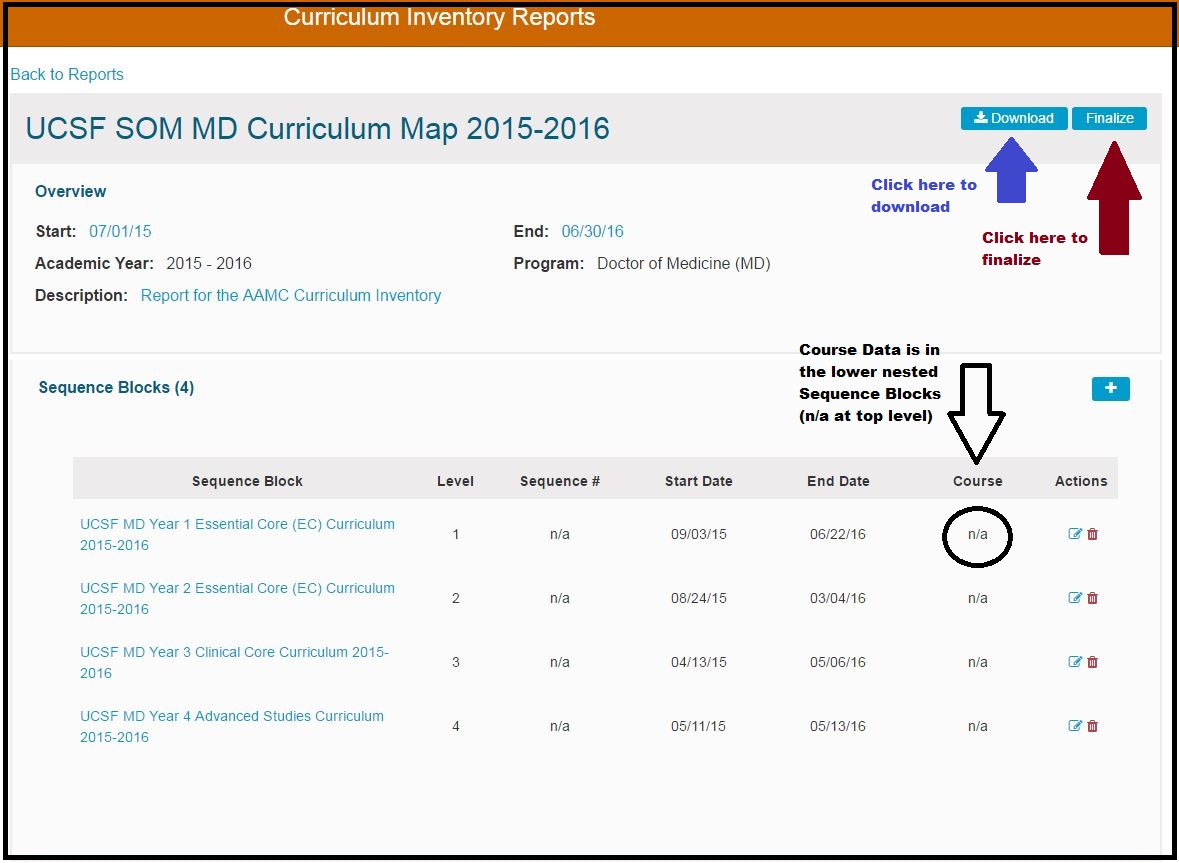 Curriculum Inventory Reports
Back to Reports
UCSF SOM MD Curriculum Map 2015-2016
Download
Finalize
Click here to
download
Click here to
finalize
Overview
Start: 07/01/15
End: 06/30/16
Academic Year: 2015 - 2016
Program: Doctor of Medicine (MD)
Description: Report for the AAMC Curriculum Inventory
Course Data is in
the lower nested
Sequence Blocks
(n/a at top level)
Sequence Blocks (4)
+
Sequence Block Level Sequence # Start Date End Date Course Actions
UCSF MD Year 1 Essential Core (EC) Curriculum
2015-2016
1 n/a 09/03/15 06/22/16 n/a
UCSF MD Year 2 Essential Core (EC) Curriculum
2015-2016
2 n/a 08/24/15 03/04/16 n/a
UCSF MD Year 3 Clinical Core Curriculum 2015-
2016
3 n/a 04/13/15 05/06/16 n/a
UCSF MD Year 4 Advanced Studies Curriculum
2015-2016
4 n/a 05/11/15 05/13/16 n/a